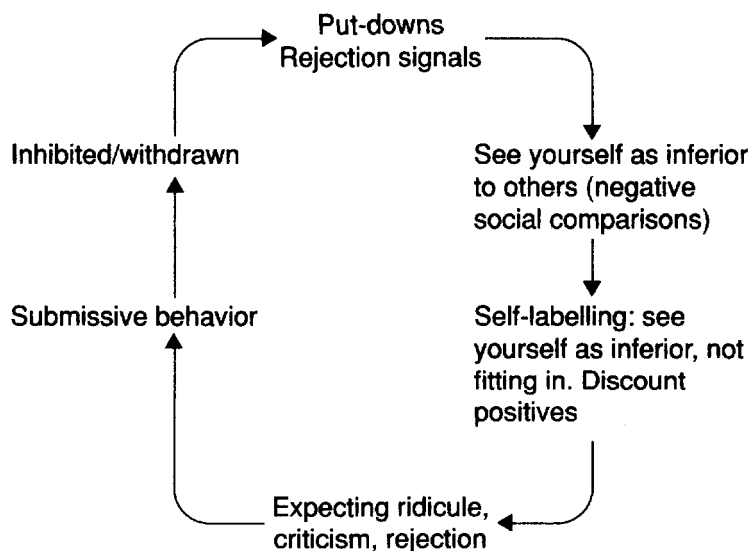 Put-downs
Rejection signals
See yourself as inferior
to others (negative
social comparisons)
Self-labelling: see
yourself as inferior, not
fitting in. Discount
positives
Expecting ridicule,
criticism, rejection
Submissive behavior
Inhibited/withdrawn